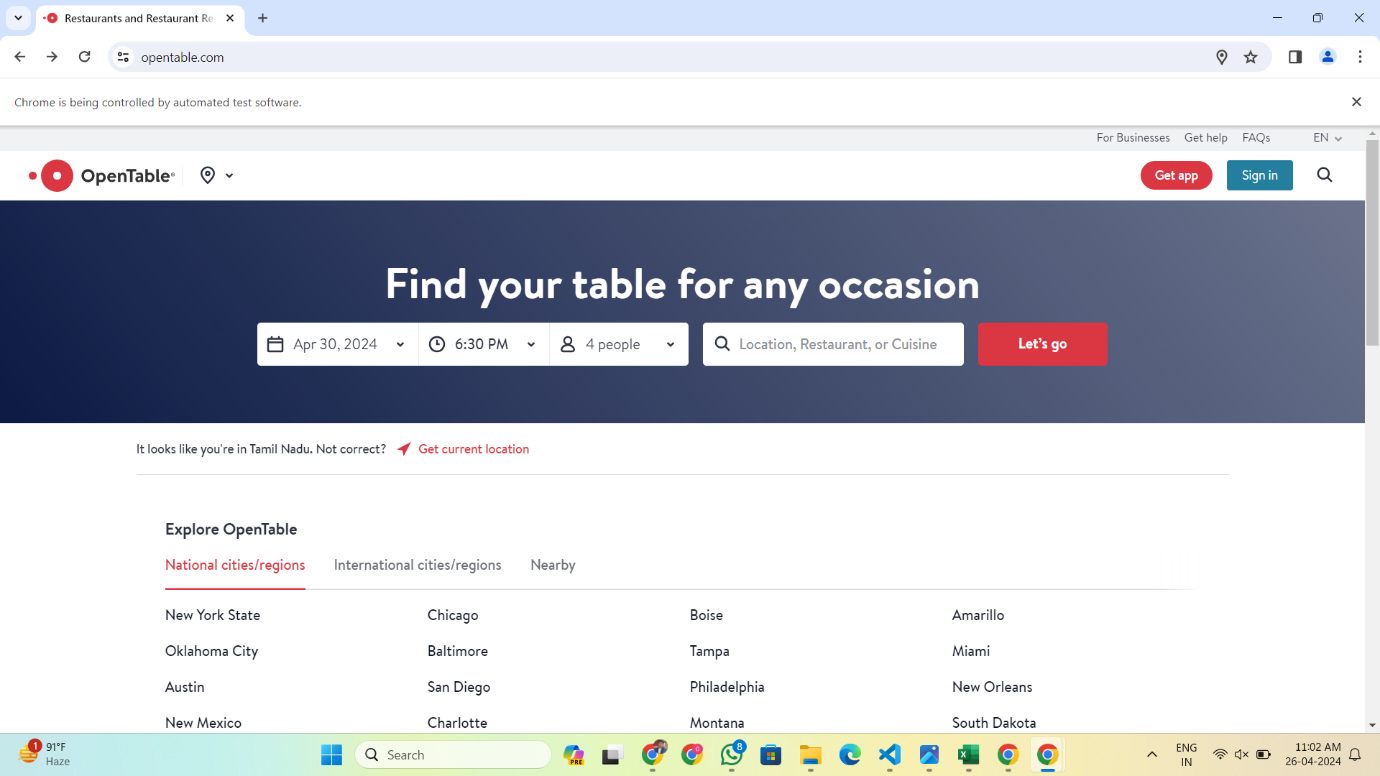 Restaurants and Restaurant Re
opentable.com
Chrome is being controlled by automated test software.
For Businesses Get help FAQs EN
OpenTable®
Get app Sign in
Find your table for any occasion
Apr 30, 2024 6:30 PM 4 people Location, Restaurant, or Cuisine Let's go
It looks like you're in Tamil Nadu. Not correct? Get current location
Explore OpenTable
National cities/regions International cities/regions Nearby
New York State Chicago Boise Amarillo
Oklahoma City Baltimore Tampa Miami
Austin San Diego Philadelphia New Orleans
New Mexico Charlotte Montana South Dakota
1 91°F
Haze
Search
PRE
8
ENG
IN
11:02 AM
26-04-2024